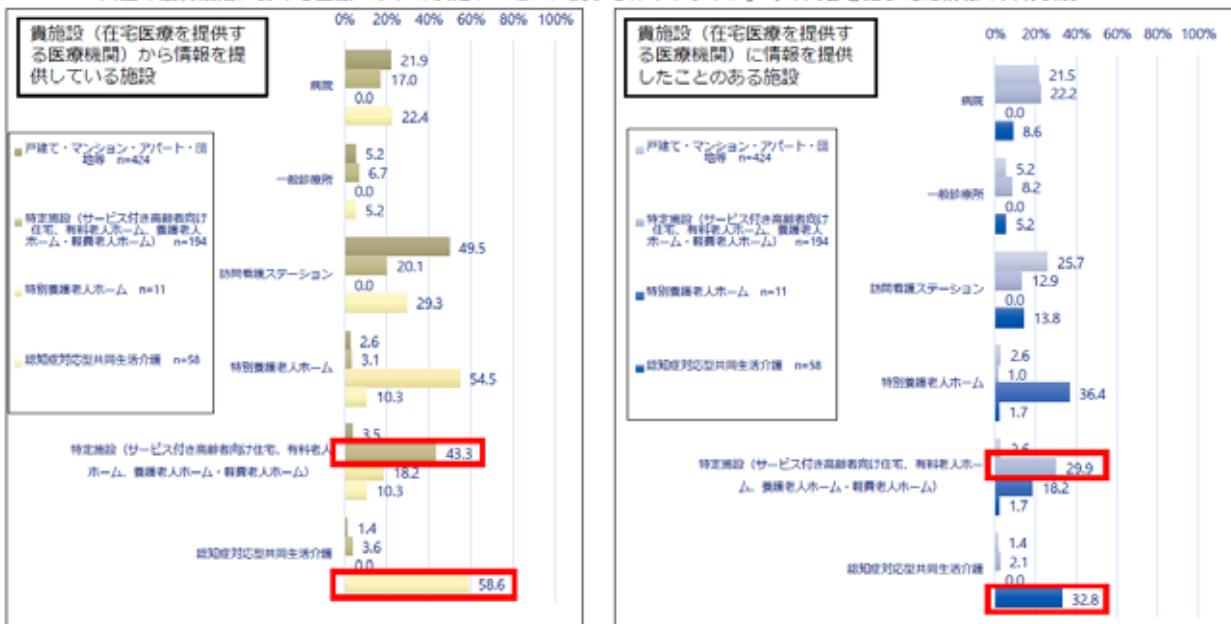 0% 20% 40% 60% 80% 100%
貴施設（在宅医療を提供す
る医療機関）から情報を提
供している施設
病院
21.9
17.0
0.0
22.4
戸建て・マンション・アパート・団
地等 n=424
特定施設（サービス付き高齢者向け
住宅、有料老人ホーム、養護老人
ホーム・軽費老人ホーム） n=194
特別養護老人ホーム n=11
認知症対応型共同生活介護 n=58
一般診療所
5.2
6.7
0.0
5.2
訪問看護ステーション
49.5
20.1
0.0
29.3
特別養護老人ホーム
2.6
3.1
54.5
10.3
特定施設（サービス付き高齢者向け住宅、有料老人
ホーム、養護老人ホーム・軽費老人ホーム）
3.5
43.3
18.2
10.3
認知症対応型共同生活介護
1.4
3.6
0.0
58.6
0% 20% 40% 60% 80% 100%
貴施設（在宅医療を提供す
る医療機関）に情報を提供
したことのある施設
病院
21.5
22.2
0.0
8.6
戸建て・マンション・アパート・団
地等 n=424
特定施設（サービス付き高齢者向け
住宅、有料老人ホーム、養護老人
ホーム・軽費老人ホーム） n=194
特別養護老人ホーム n=11
認知症対応型共同生活介護 n=58
一般診療所
5.2
8.2
0.0
5.2
訪問看護ステーション
25.7
12.9
0.0
13.8
特別養護老人ホーム
2.6
1.0
36.4
1.7
特定施設（サービス付き高齢者向け住宅、有料老人ホー
ム、養護老人ホーム・軽費老人ホーム）
2.6
29.9
18.2
1.7
認知症対応型共同生活介護
1.4
2.1
0.0
32.8